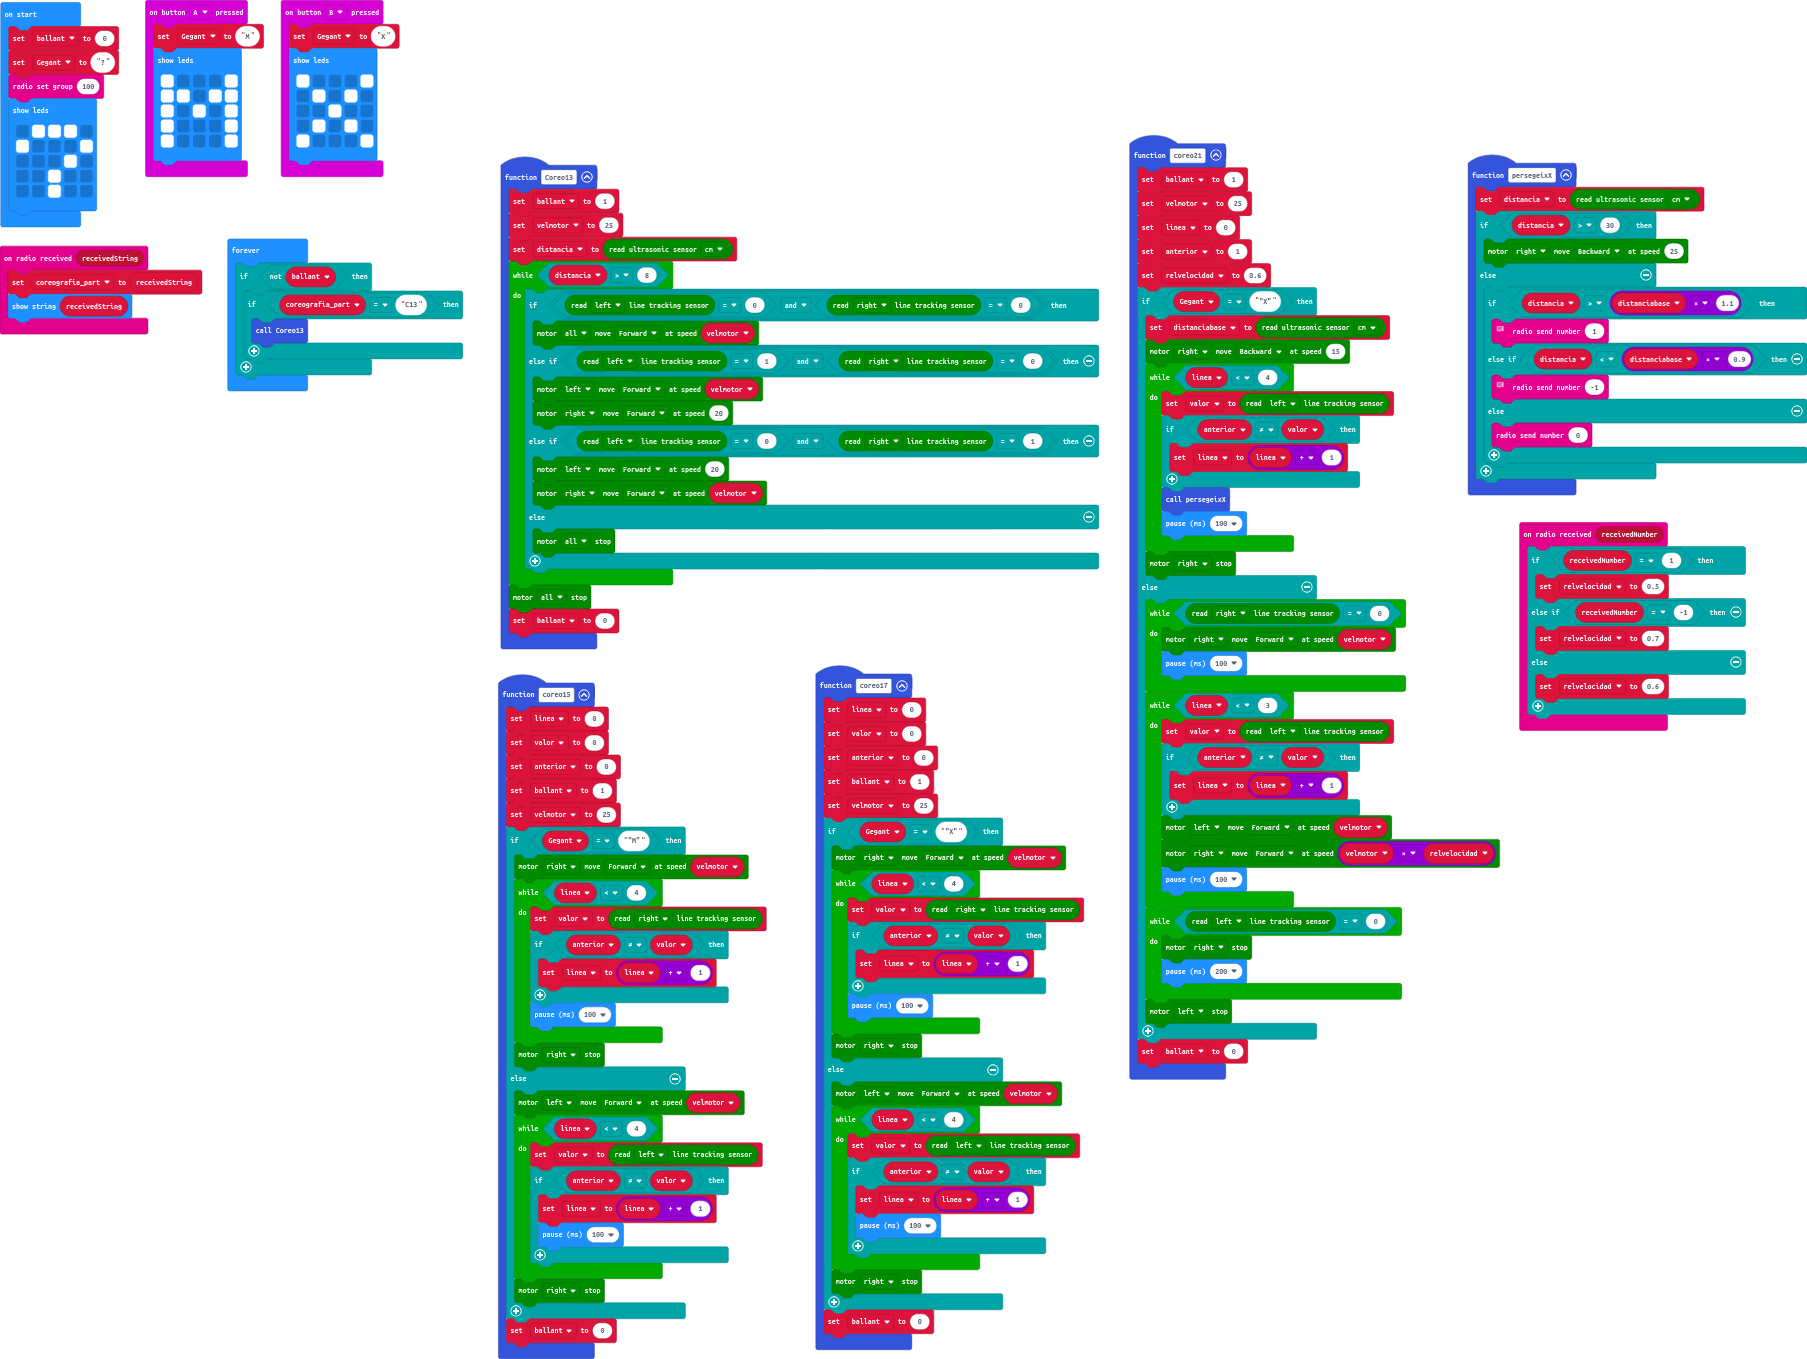 on start
set ballant to 0
set Gegant to "?"
radio set group 100
show leds
on button A pressed
set Gegant to "M"
show leds
on button B pressed
set Gegant to "X"
show leds
on radio received receivedString
set coreografia_part to receivedString
show string receivedString
forever
if not ballant then
if coreografia_part = "C13" then
call Coreo13
function Coreo13
set ballant to 1
set velmotor to 25
set distancia to read ultrasonic sensor cm
while distancia > 8
do
if read left line tracking sensor = 0 and read right line tracking sensor = 0 then
motor all move Forward at speed velmotor
else if read left line tracking sensor = 1 and read right line tracking sensor = 0 then
motor left move Forward at speed velmotor
motor right move Forward at speed 20
else if read left line tracking sensor = 0 and read right line tracking sensor = 1 then
motor left move Forward at speed 20
motor right move Forward at speed velmotor
else
motor all stop
motor all stop
set ballant to 0
function coreo15
set linea to 0
set valor to 0
set anterior to 0
set ballant to 1
set velmotor to 25
if Gegant = ""M"" then
motor right move Forward at speed velmotor
while linea < 4
do set valor to read right line tracking sensor
if anterior ≠ valor then
set linea to linea + 1
pause (ms) 100
motor right stop
else
motor left move Forward at speed velmotor
while linea < 4
do set valor to read left line tracking sensor
if anterior ≠ valor then
set linea to linea + 1
pause (ms) 100
motor right stop
set ballant to 0
function coreo17
set linea to 0
set valor to 0
set anterior to 0
set ballant to 1
set velmotor to 25
if Gegant = ""X"" then
motor right move Forward at speed velmotor
while linea < 4
do set valor to read right line tracking sensor
if anterior ≠ valor then
set linea to linea + 1
pause (ms) 100
motor right stop
else
motor left move Forward at speed velmotor
while linea < 4
do set valor to read left line tracking sensor
if anterior ≠ valor then
set linea to linea + 1
pause (ms) 100
motor right stop
set ballant to 0
function coreo21
set ballant to 1
set velmotor to 25
set linea to 0
set anterior to 1
set relvelocidad to 0.6
if Gegant = ""X"" then
set distanciabase to read ultrasonic sensor cm
motor right move Backward at speed 15
while linea < 4
do set valor to read left line tracking sensor
if anterior ≠ valor then
set linea to linea + 1
call persegeixX
pause (ms) 100
motor right stop
else
while read right line tracking sensor = 0
do motor right move Forward at speed velmotor
pause (ms) 100
while linea < 3
do set valor to read left line tracking sensor
if anterior ≠ valor then
set linea to linea + 1
motor left move Forward at speed velmotor
motor right move Forward at speed velmotor × relvelocidad
pause (ms) 100
while read left line tracking sensor = 0
do motor right stop
pause (ms) 200
motor left stop
set ballant to 0
function persegeixX
set distancia to read ultrasonic sensor cm
if distancia > 30 then
motor right move Backward at speed 25
else
if distancia > distanciabase × 1.1 then
radio send number 1
else if distancia < distanciabase × 0.9 then
radio send number -1
else
radio send number 0
on radio received receivedNumber
if receivedNumber = 1 then
set relvelocidad to 0.5
else if receivedNumber = -1 then
set relvelocidad to 0.7
else
set relvelocidad to 0.6